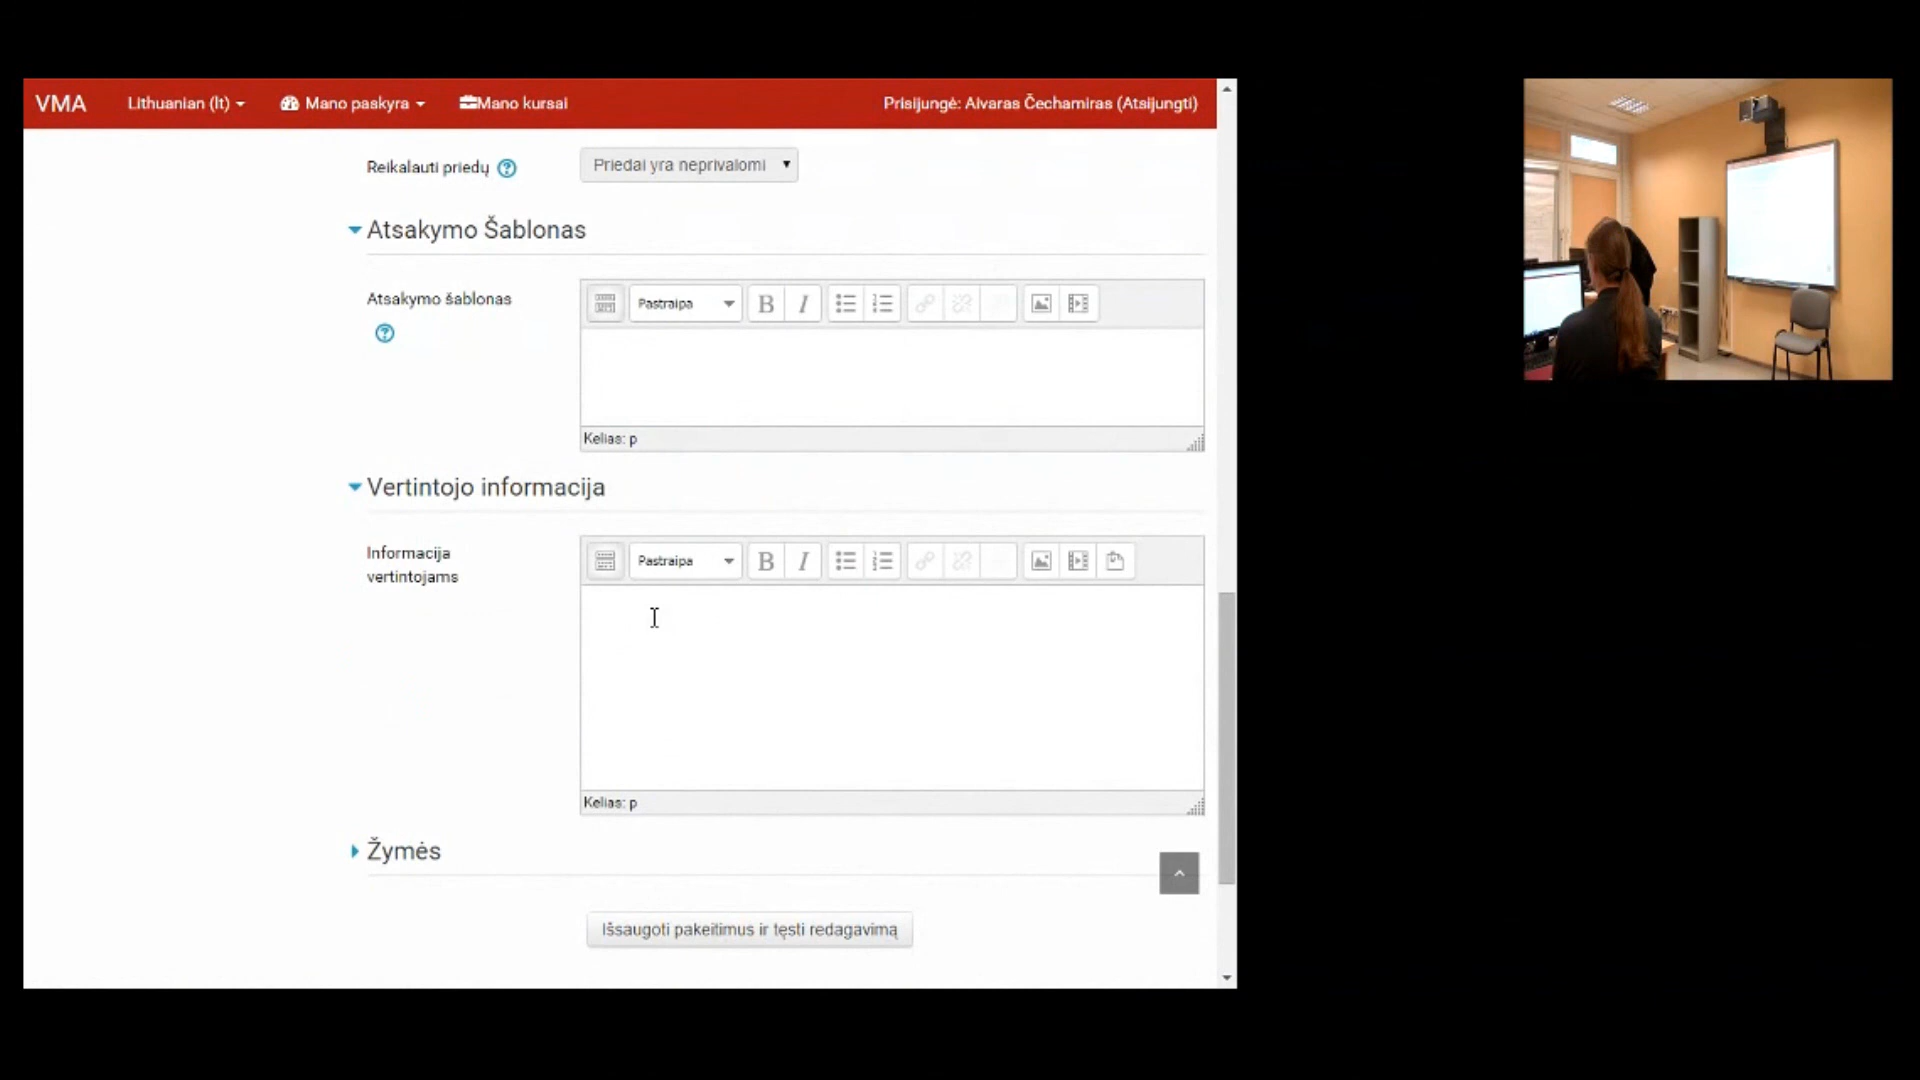 VMA Lithuanian (lt) Mano paskyra Mano kursai Prisijungė: Aivaras Čechamiras (Atsijungti)
Reikalauti priedų Priedai yra neprivalomi
Atsakymo Šablonas
Atsakymo šablonas
Pastraipa B I
Kelias: p
Vertintojo informacija
Informacija
vertintojams
Pastraipa B I
Kelias: p
Žymės
Išsaugoti pakeitimus ir tęsti redagavimą